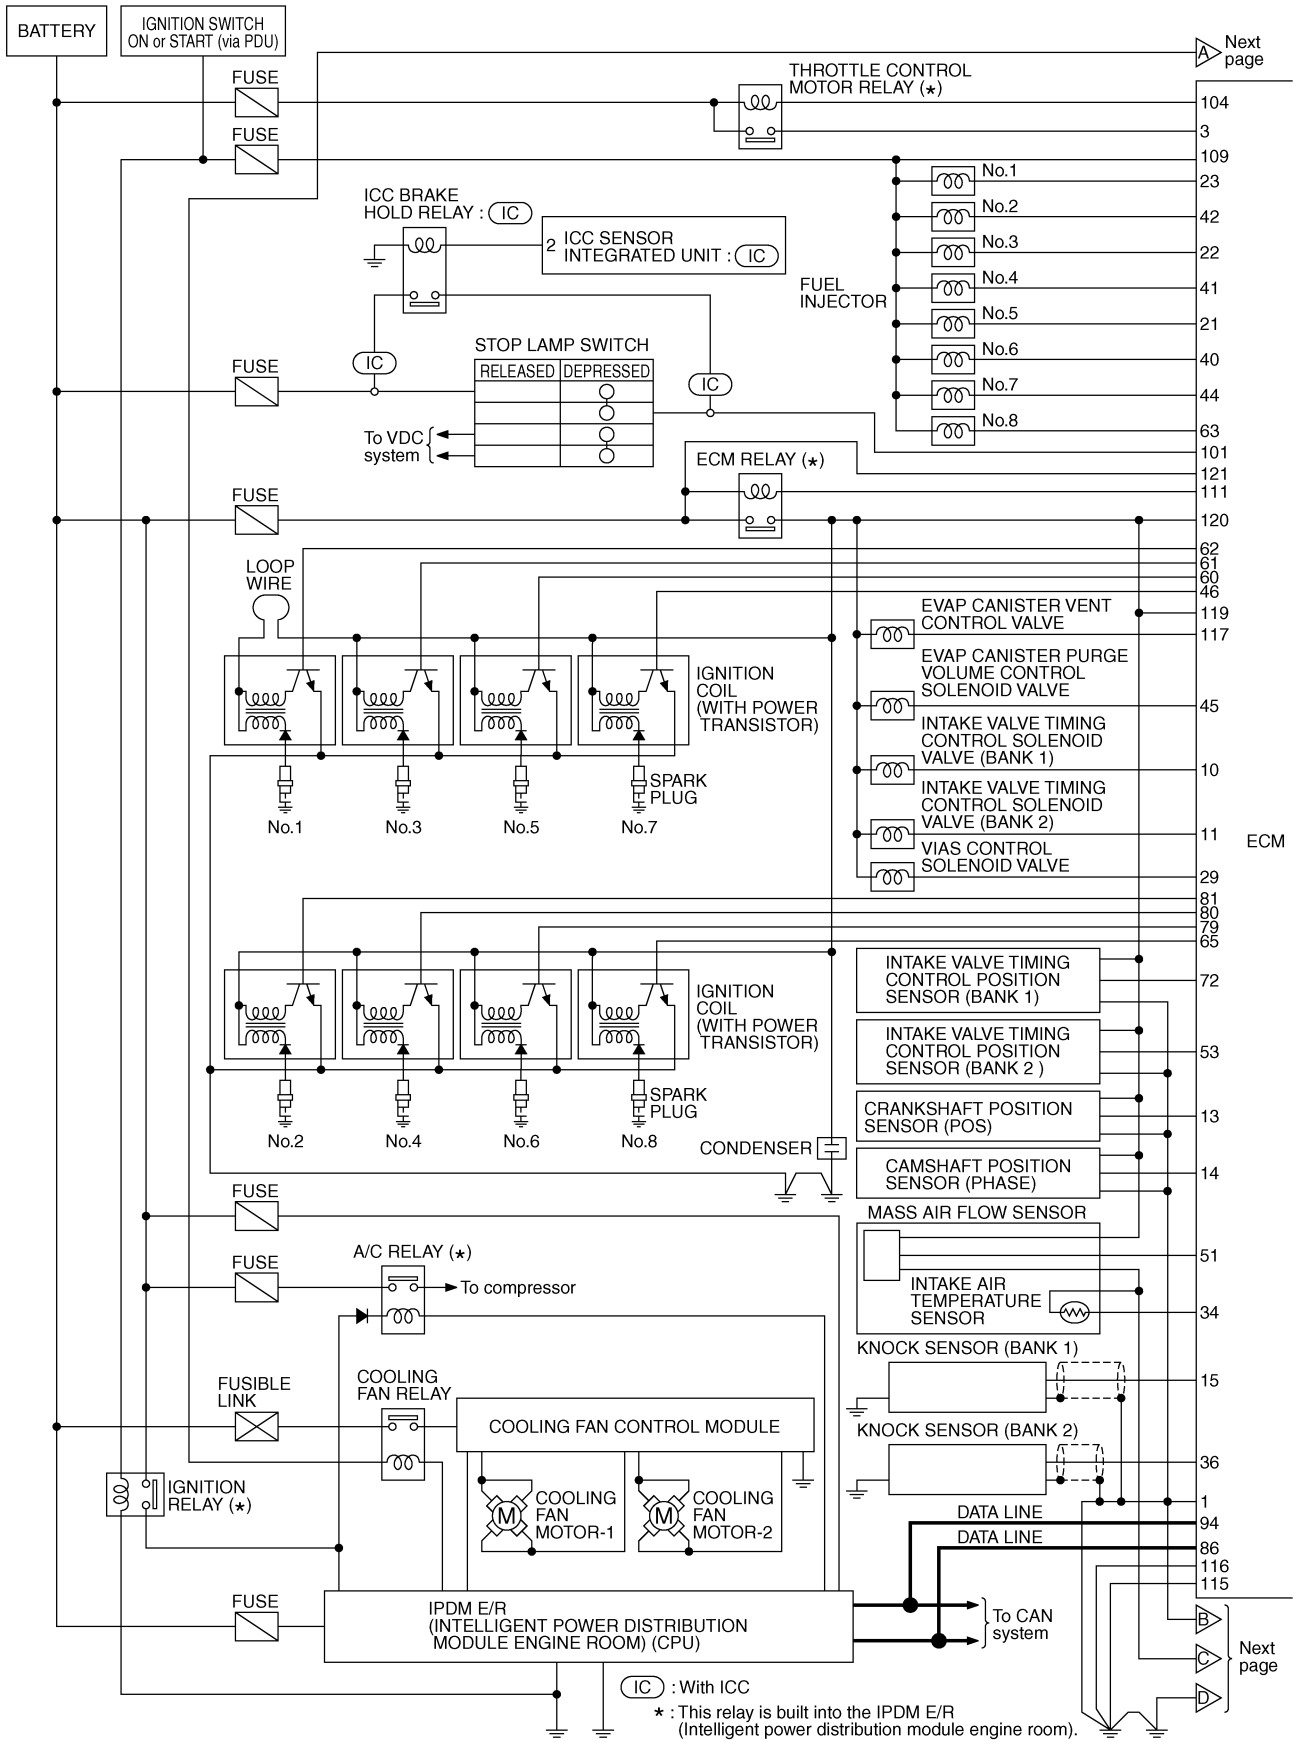 BATTERY
IGNITION SWITCH
ON or START (via PDU)
A
Next
page
FUSE
THROTTLE CONTROL
MOTOR RELAY (*)
104
3
FUSE
109
No.1
23
No.2
42
No.3
22
No.4
41
No.5
21
No.6
40
No.7
44
No.8
63
FUEL
INJECTOR
ICC BRAKE
HOLD RELAY : IC
2
ICC SENSOR
INTEGRATED UNIT : IC
IC
IC
FUSE
STOP LAMP SWITCH
RELEASED DEPRESSED
To VDC
system
101
121
ECM RELAY (*)
111
FUSE
120
62
61
60
46
119
117
LOOP
WIRE
EVAP CANISTER VENT
CONTROL VALVE
EVAP CANISTER PURGE
VOLUME CONTROL
SOLENOID VALVE
45
INTAKE VALVE TIMING
CONTROL SOLENOID
VALVE (BANK 1)
10
INTAKE VALVE TIMING
CONTROL SOLENOID
VALVE (BANK 2)
11
VIAS CONTROL
SOLENOID VALVE
29
ECM
IGNITION
COIL
(WITH POWER
TRANSISTOR)
SPARK
PLUG
No.1
No.3
No.5
No.7
81
80
79
65
IGNITION
COIL
(WITH POWER
TRANSISTOR)
SPARK
PLUG
No.2
No.4
No.6
No.8
CONDENSER
INTAKE VALVE TIMING
CONTROL POSITION
SENSOR (BANK 1)
72
INTAKE VALVE TIMING
CONTROL POSITION
SENSOR (BANK 2 )
53
CRANKSHAFT POSITION
SENSOR (POS)
13
CAMSHAFT POSITION
SENSOR (PHASE)
14
MASS AIR FLOW SENSOR
51
INTAKE AIR
TEMPERATURE
SENSOR
34
KNOCK SENSOR (BANK 1)
15
KNOCK SENSOR (BANK 2)
36
1
DATA LINE
94
DATA LINE
86
116
115
FUSE
FUSE
A/C RELAY (*)
To compressor
FUSIBLE
LINK
COOLING
FAN RELAY
COOLING FAN CONTROL MODULE
IGNITION
RELAY (*)
M
COOLING
FAN
MOTOR-1
M
COOLING
FAN
MOTOR-2
FUSE
IPDM E/R
(INTELLIGENT POWER DISTRIBUTION
MODULE ENGINE ROOM) (CPU)
To CAN
system
B
C
D
Next
page
IC : With ICC
* : This relay is built into the IPDM E/R
(Intelligent power distribution module engine room).